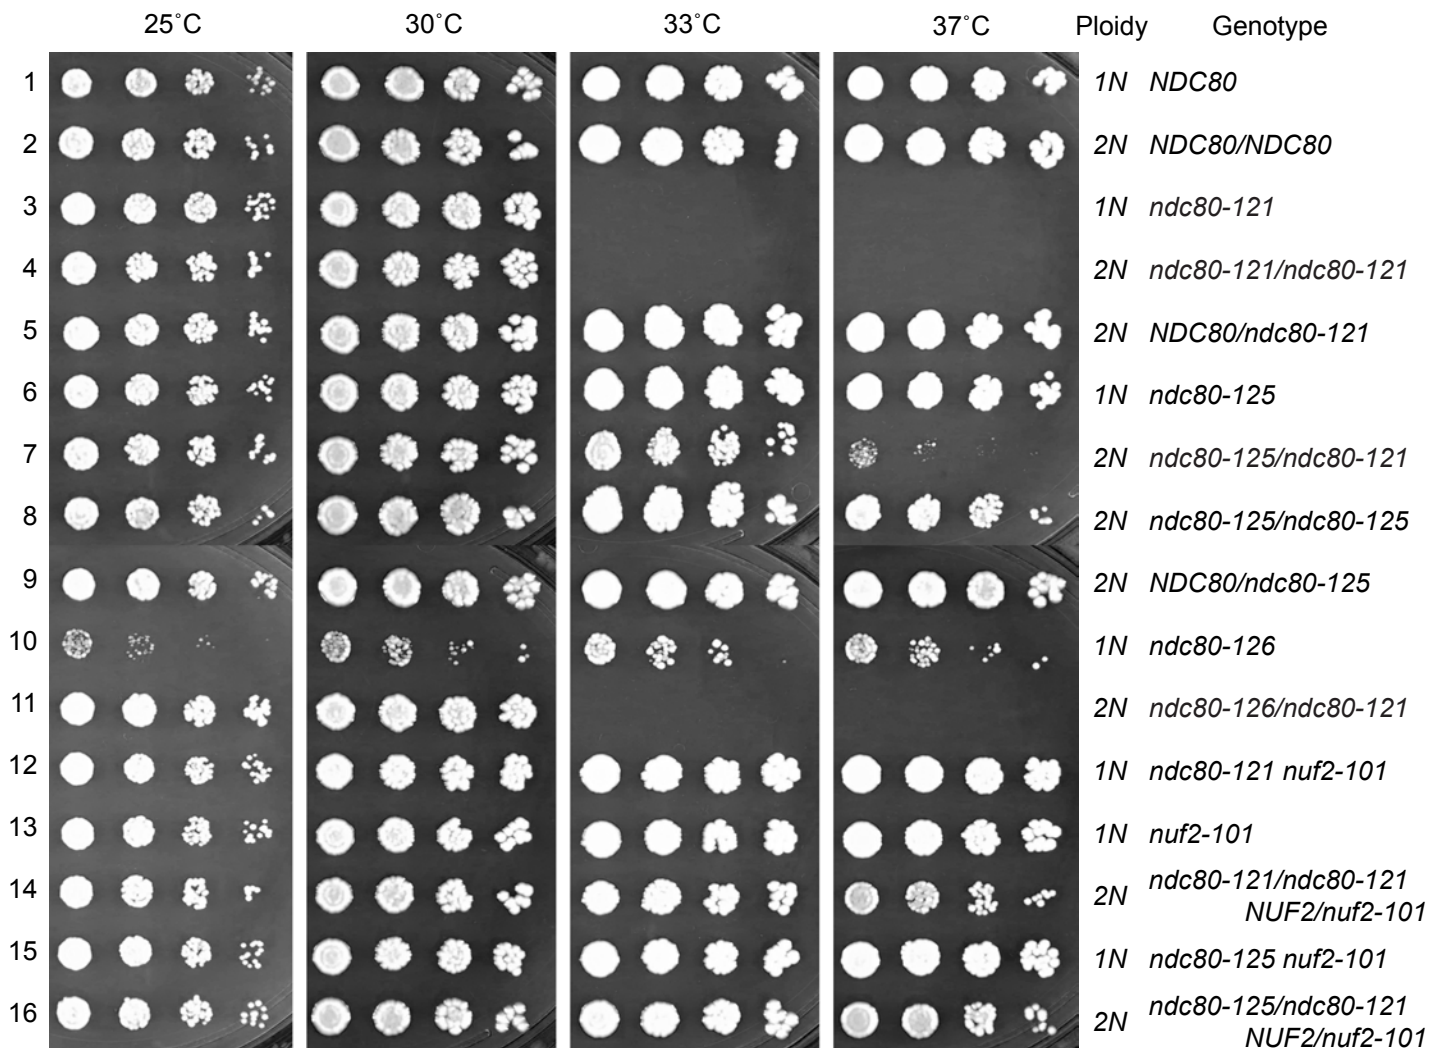 25˚C 30˚C 33˚C 37˚C Ploidy Genotype
1 1N NDC80
2 2N NDC80/NDC80
3 1N ndc80-121
4 2N ndc80-121/ndc80-121
5 2N NDC80/ndc80-121
6 1N ndc80-125
7 2N ndc80-125/ndc80-121
8 2N ndc80-125/ndc80-125
9 2N NDC80/ndc80-125
10 1N ndc80-126
11 2N ndc80-126/ndc80-121
12 1N ndc80-121 nuf2-101
13 1N nuf2-101
14 2N ndc80-121/ndc80-121
NUF2/nuf2-101
15 1N ndc80-125 nuf2-101
16 2N ndc80-125/ndc80-121
NUF2/nuf2-101